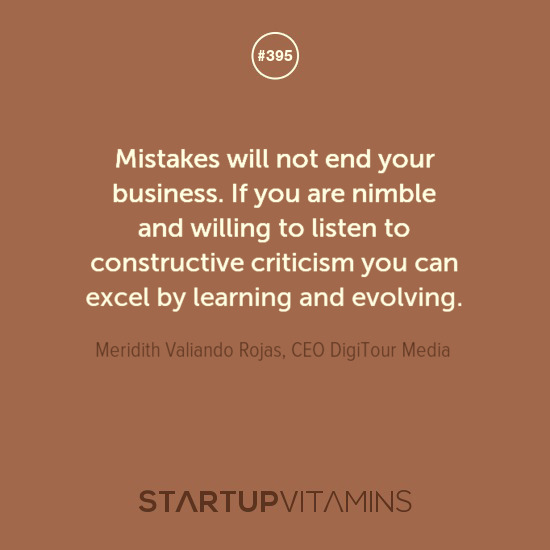 #395
Mistakes will not end your
business. If you are nimble
and willing to listen to
constructive criticism you can
excel by learning and evolving.
Meridith Valiando Rojas, CEO DigiTour Media
STARTUPVITAMINS